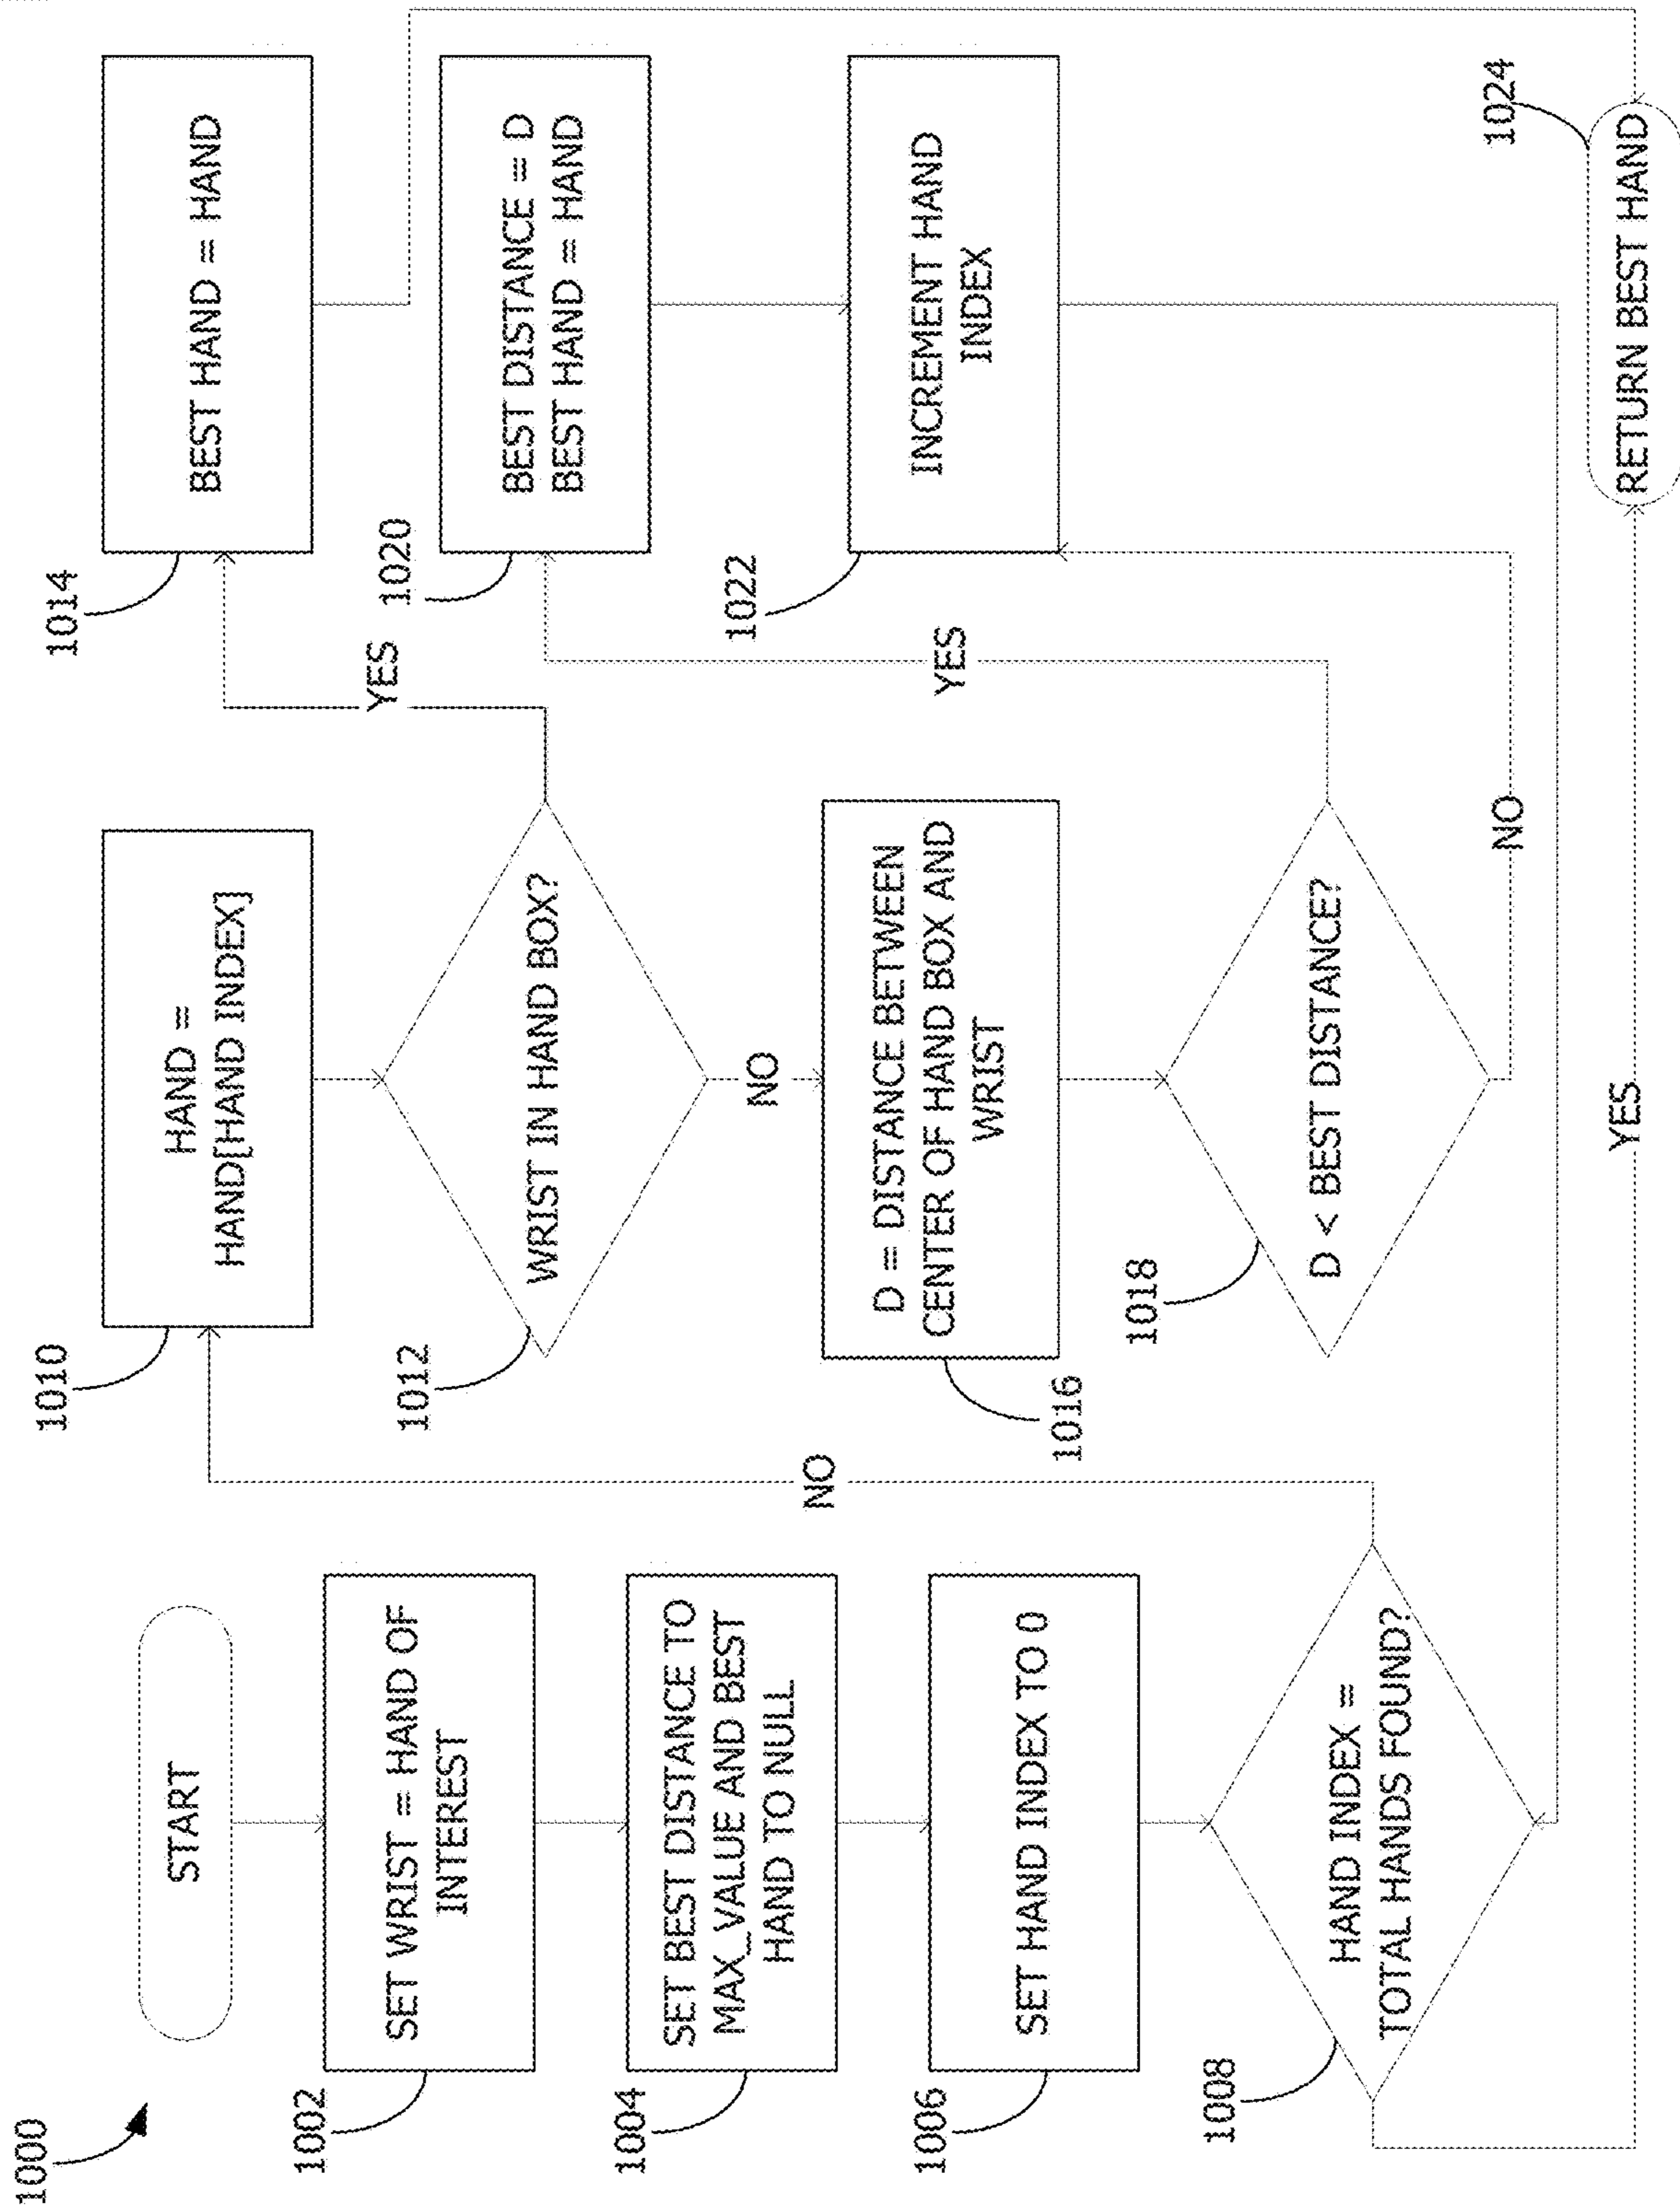 1000
START
1002
SET WRIST = HAND OF
INTEREST
1004
SET BEST DISTANCE TO
MAX_VALUE AND BEST
HAND TO NULL
1006
SET HAND INDEX TO 0
1008
HAND INDEX =
TOTAL HANDS FOUND?
NO
YES
1010
HAND =
HAND[HAND INDEX]
1012
WRIST IN HAND BOX?
YES
NO
1016
D = DISTANCE BETWEEN
CENTER OF HAND BOX AND
WRIST
1018
D < BEST DISTANCE?
YES
NO
1014
BEST HAND = HAND
1020
BEST DISTANCE = D
BEST HAND = HAND
1022
INCREMENT HAND
INDEX
1024
RETURN BEST HAND